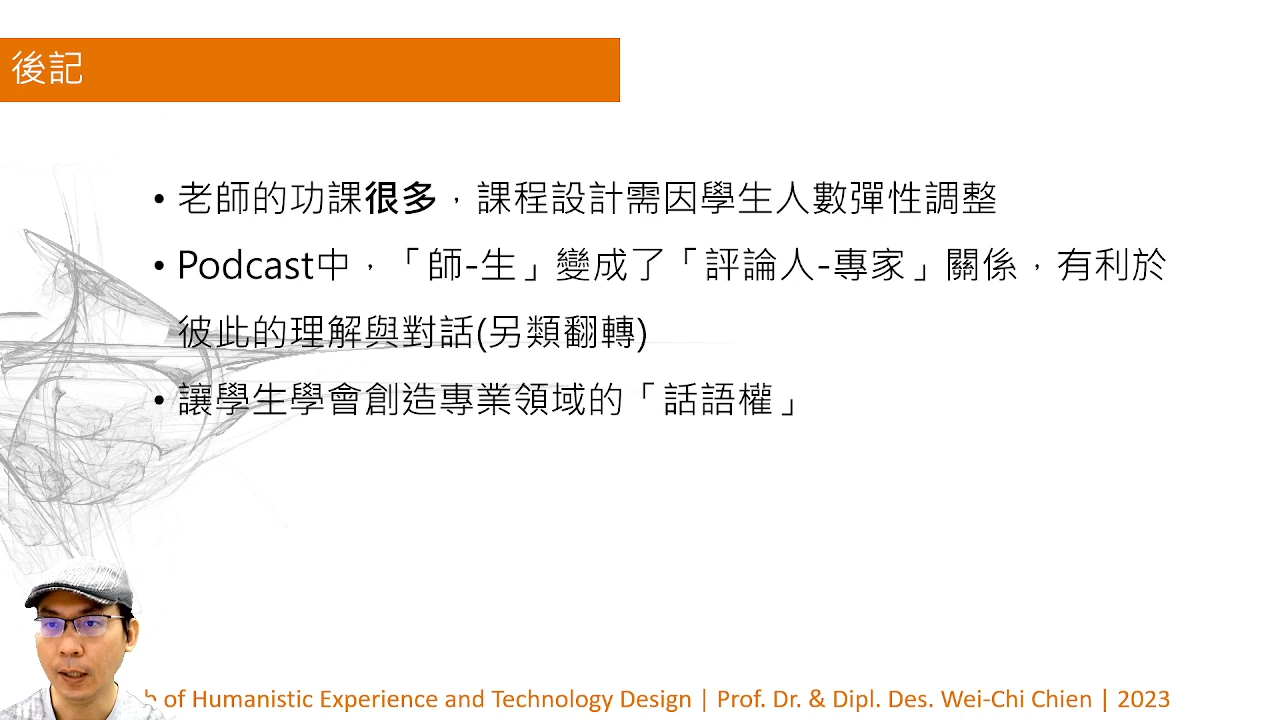 後記
• 老師的功課很多，課程設計需因學生人數彈性調整
• Podcast中，「師-生」變成了「評論人-專家」關係，有利於
彼此的理解與對話(另類翻轉)
• 讓學生學會創造專業領域的「話語權」
of Humanistic Experience and Technology Design | Prof. Dr. & Dipl. Des. Wei-Chi Chien | 2023